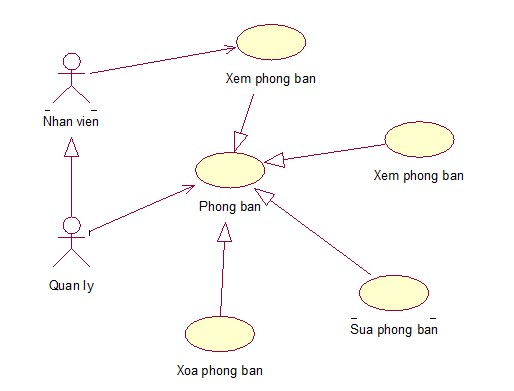 Xem phong ban
Nhan vien
Xem phong ban
Phong ban
Quan ly
Sua phong ban
Xoa phong ban